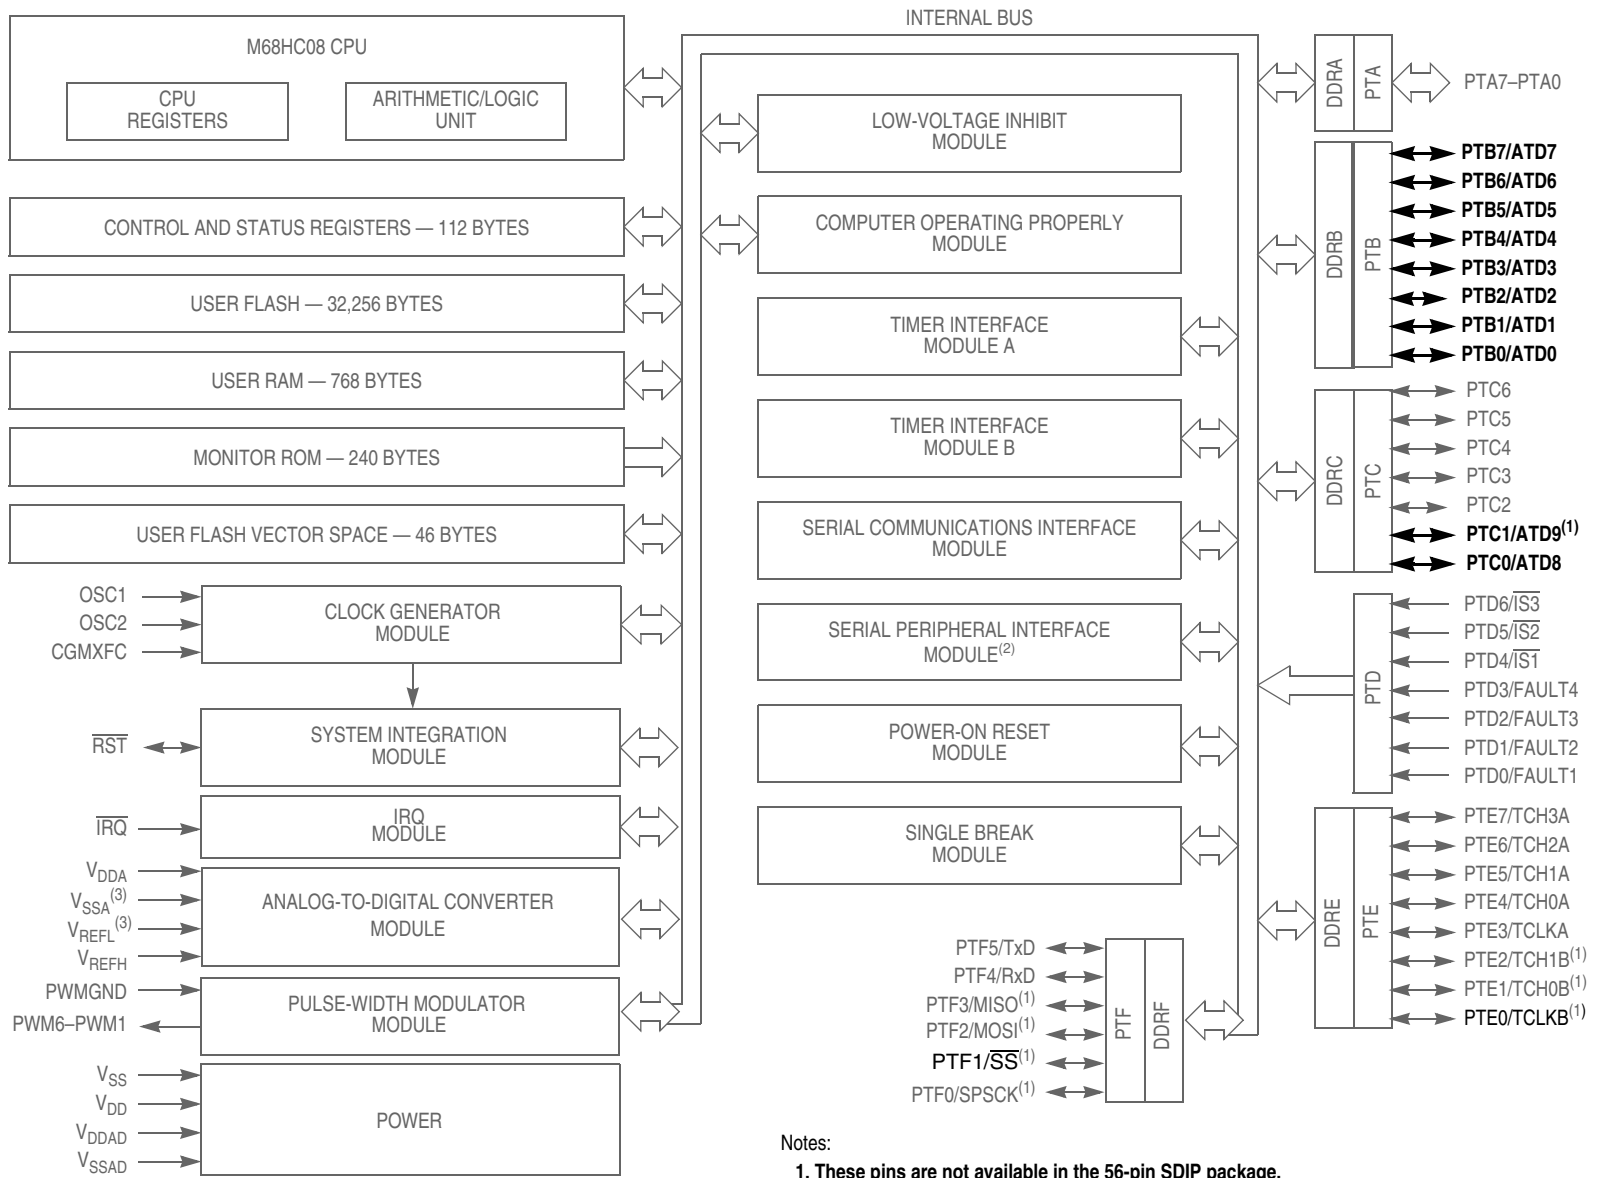 INTERNAL BUS
M68HC08 CPU
CPU
REGISTERS
ARITHMETIC/LOGIC
UNIT
CONTROL AND STATUS REGISTERS — 112 BYTES
USER FLASH — 32,256 BYTES
USER RAM — 768 BYTES
MONITOR ROM — 240 BYTES
USER FLASH VECTOR SPACE — 46 BYTES
OSC1
OSC2
CGMXFC
CLOCK GENERATOR
MODULE
RST
SYSTEM INTEGRATION
MODULE
IRQ
IRQ
MODULE
VDDA
VSSA(3)
VREFL(3)
VREFH
ANALOG-TO-DIGITAL CONVERTER
MODULE
PWMGND
PWM6–PWM1
PULSE-WIDTH MODULATOR
MODULE
VSS
VDD
VDDAD
VSSAD
POWER
LOW-VOLTAGE INHIBIT
MODULE
COMPUTER OPERATING PROPERLY
MODULE
TIMER INTERFACE
MODULE A
TIMER INTERFACE
MODULE B
SERIAL COMMUNICATIONS INTERFACE
MODULE
SERIAL PERIPHERAL INTERFACE
MODULE(2)
POWER-ON RESET
MODULE
SINGLE BREAK
MODULE
PTF5/TxD
PTF4/RxD
PTF3/MISO(1)
PTF2/MOSI(1)
PTF1/SS(1)
PTF0/SPSCK(1)
PTF
DDRF
DDRA
PTA
PTA7–PTA0
DDRB
PTB
PTB7/ATD7
PTB6/ATD6
PTB5/ATD5
PTB4/ATD4
PTB3/ATD3
PTB2/ATD2
PTB1/ATD1
PTB0/ATD0
DDRC
PTC
PTC6
PTC5
PTC4
PTC3
PTC2
PTC1/ATD9(1)
PTC0/ATD8
PTD
PTD6/IS3
PTD5/IS2
PTD4/IS1
PTD3/FAULT4
PTD2/FAULT3
PTD1/FAULT2
PTD0/FAULT1
DDRE
PTE
PTE7/TCH3A
PTE6/TCH2A
PTE5/TCH1A
PTE4/TCH0A
PTE3/TCLKA
PTE2/TCH1B(1)
PTE1/TCH0B(1)
PTE0/TCLKB(1)
Notes:
1. These pins are not available in the 56-pin SDIP package.